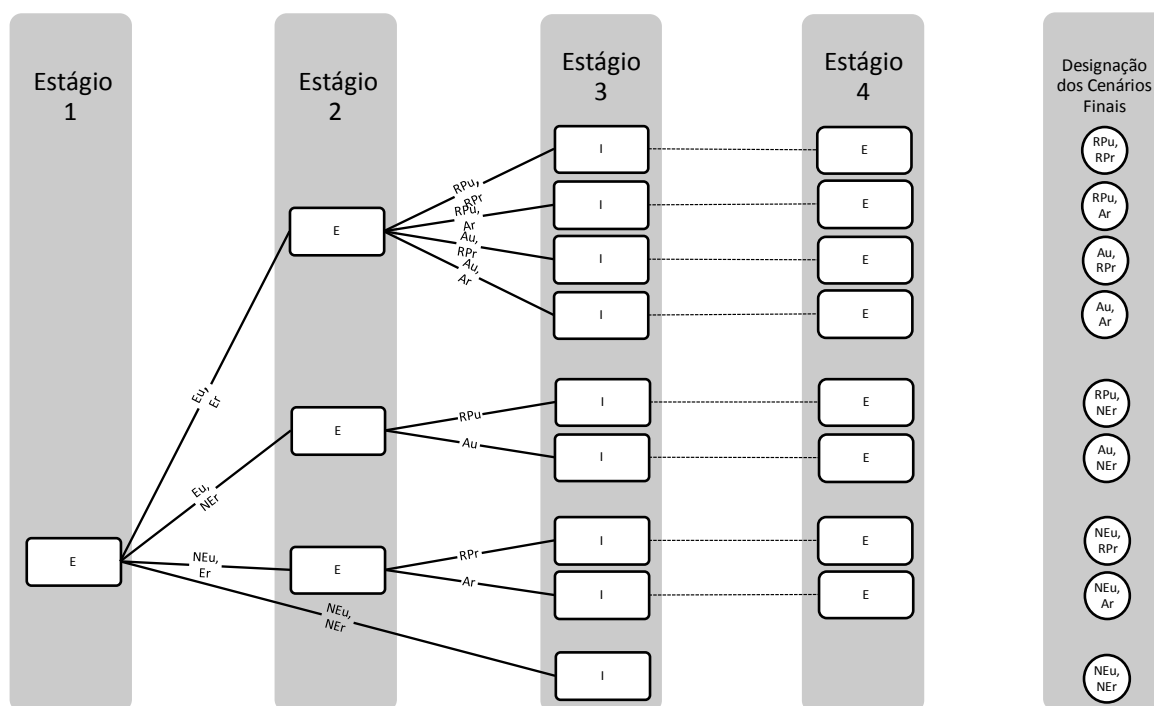 Estágio
1
Estágio
2
Estágio
3
Estágio
4
Designação
dos Cenários
Finais
E
Eu,
Er
Eu,
NEr
NEu,
Er
NEu,
NEr
E
RPu,
RPr
RPu,
Ar
Au,
RPr
Au,
Ar
E
RPu
Au
E
RPr
Ar
I
E
RPu,
RPr
I
E
RPu,
Ar
I
E
Au,
RPr
I
E
Au,
Ar
I
E
RPu,
NEr
I
E
Au,
NEr
I
E
NEu,
RPr
I
E
NEu,
Ar
I
NEu,
NEr